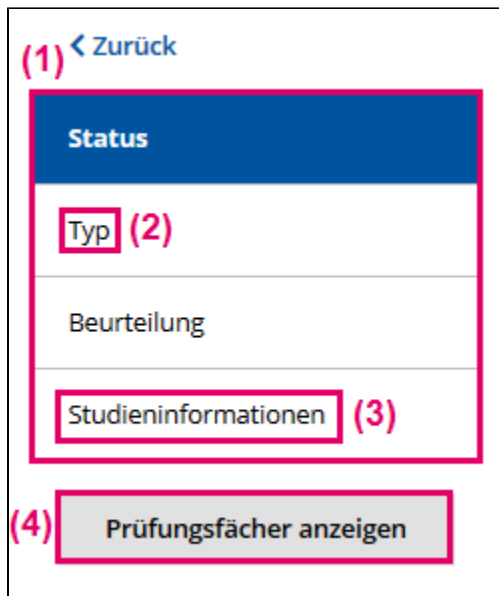 Zurück
(1)
Status
Typ (2)
Beurteilung
Studieninformationen (3)
(4) Prüfungsfächer anzeigen